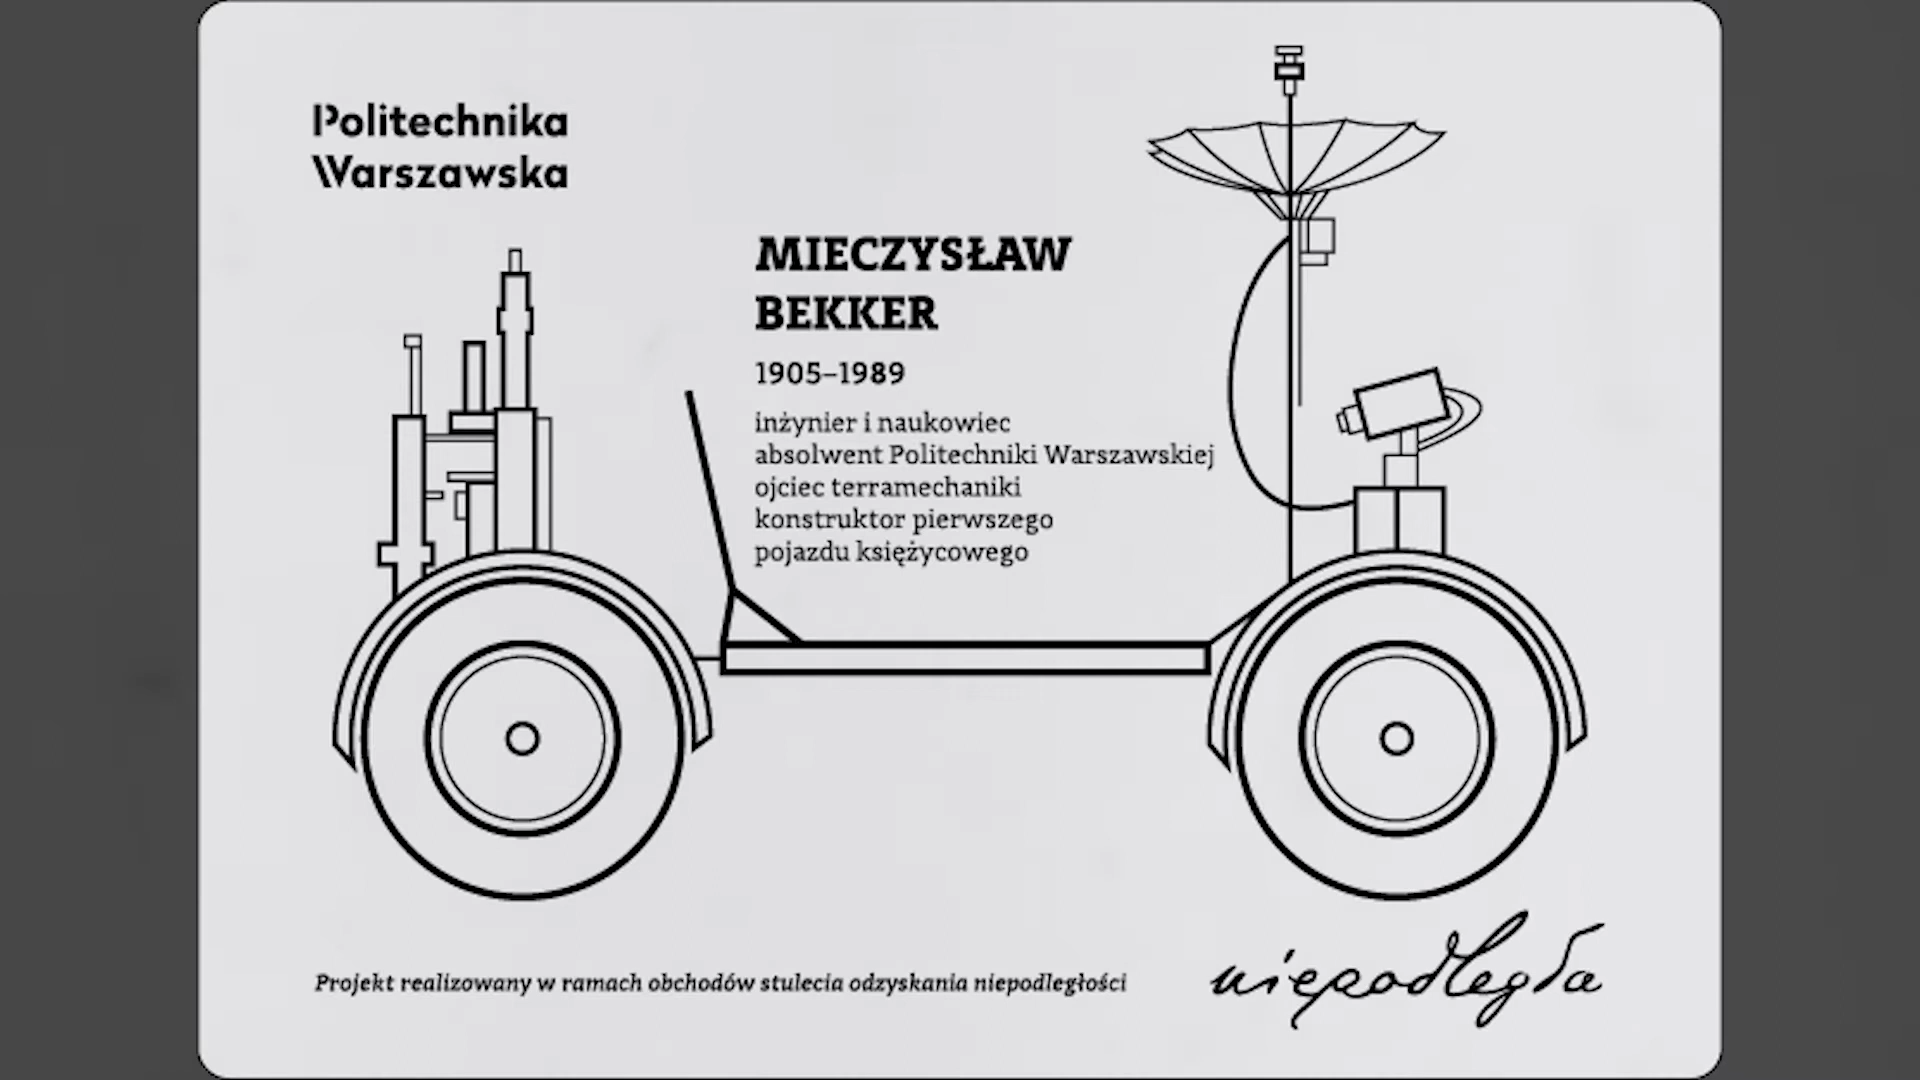 Politechnika
Warszawska
MIECZYSŁAW
BEKKER
1905–1989
inżynier i naukowiec
absolwent Politechniki Warszawskiej
ojciec terramechaniki
konstruktor pierwszego
pojazdu księżycowego
Projekt realizowany w ramach obchodów stulecia odzyskania niepodległości
niepodległa